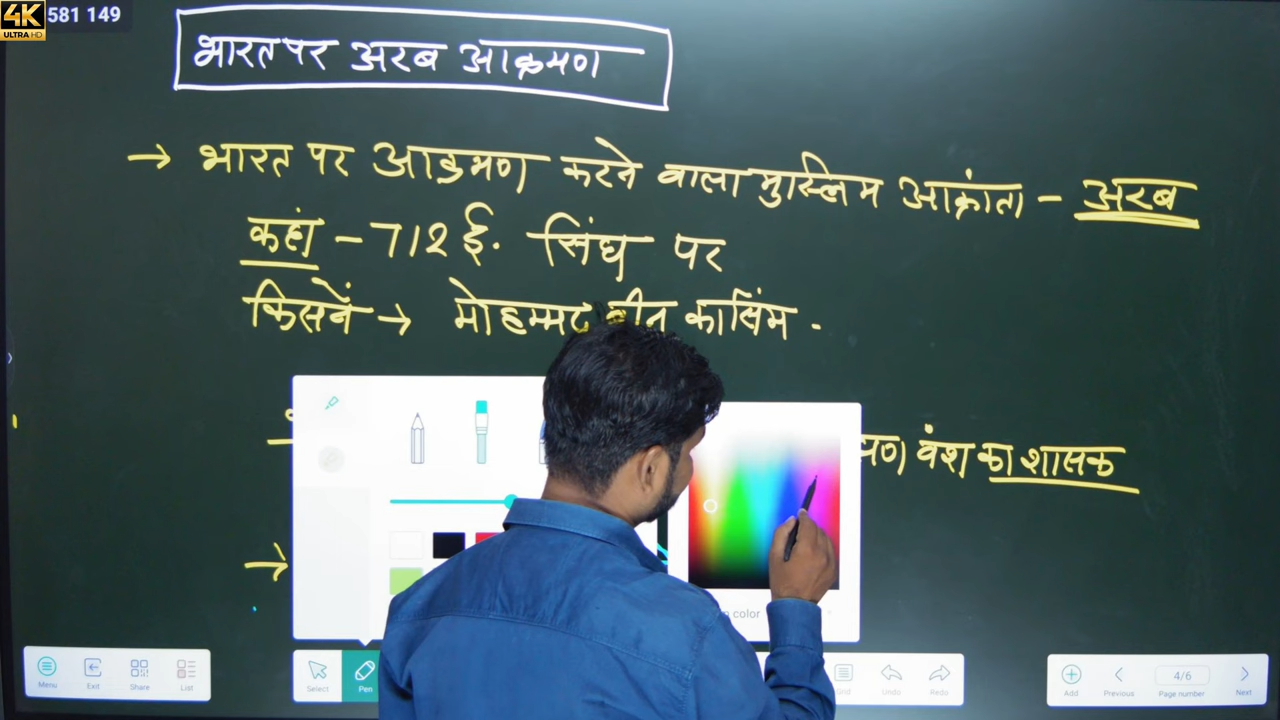 4K
ULTRA HD
581 149
भारत पर अरब आक्रमण
→ भारत पर आक्रमण करने वाला मुस्लिम आक्रांता - अरब
कहां - 712 ई. सिंध पर
किसने → मोहम्मद बीन कासिम .
वंश का शासक
→
Menu
Exit
Share
List
Select
Pen
color
Undo
Redo
Add
Previous
4/6
Page number
Next